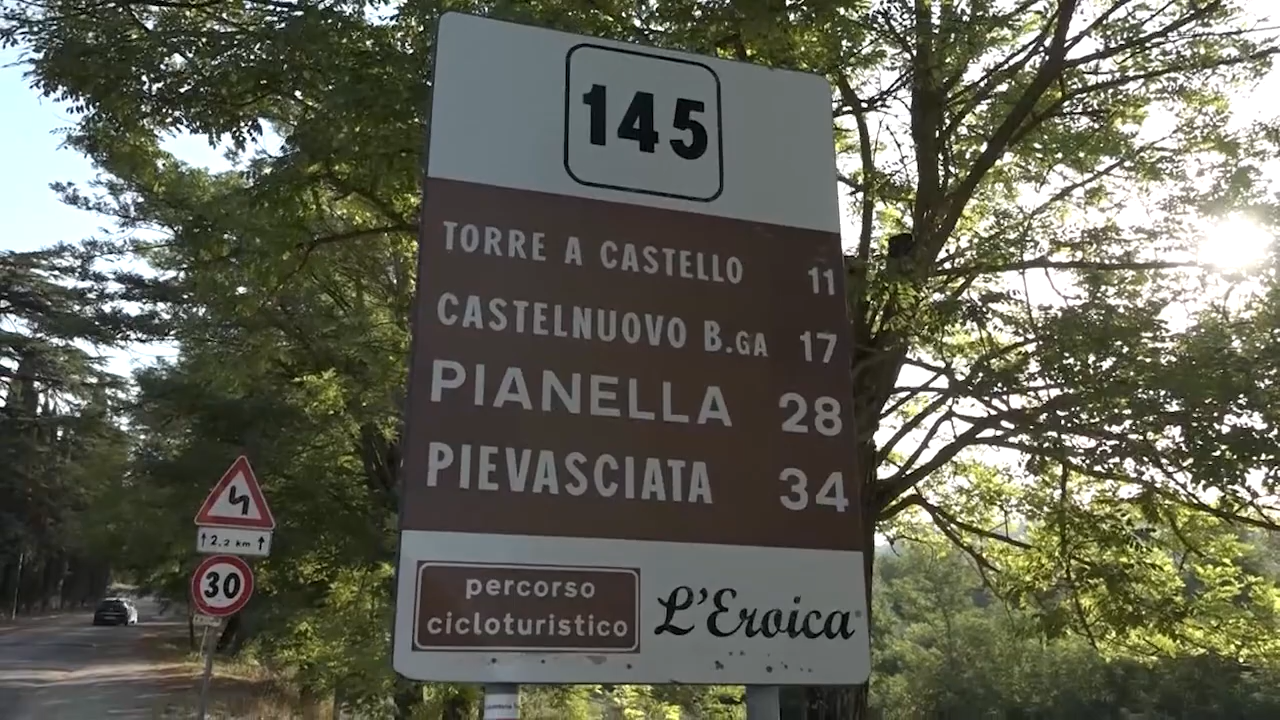 145
TORRE A CASTELLO 11
CASTELNUOVO B.GA 17
PIANELLA 28
PIEVASCIATA 34
percorso
cicloturistico
L'Eroica
2,2 km
30